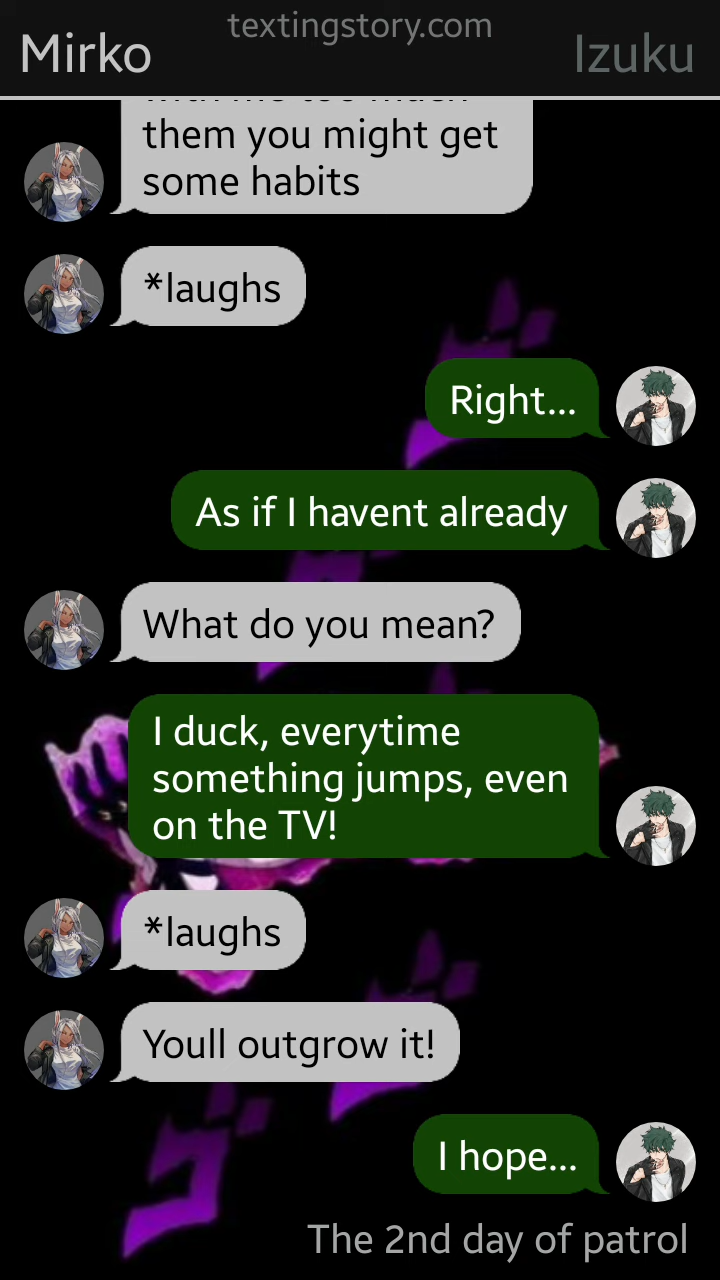 textingstory.com
Mirko
Izuku
them you might get
some habits
*laughs
Right...
As if I havent already
What do you mean?
I duck, everytime
something jumps, even
on the TV!
*laughs
Youll outgrow it!
I hope...
The 2nd day of patrol
ゴ